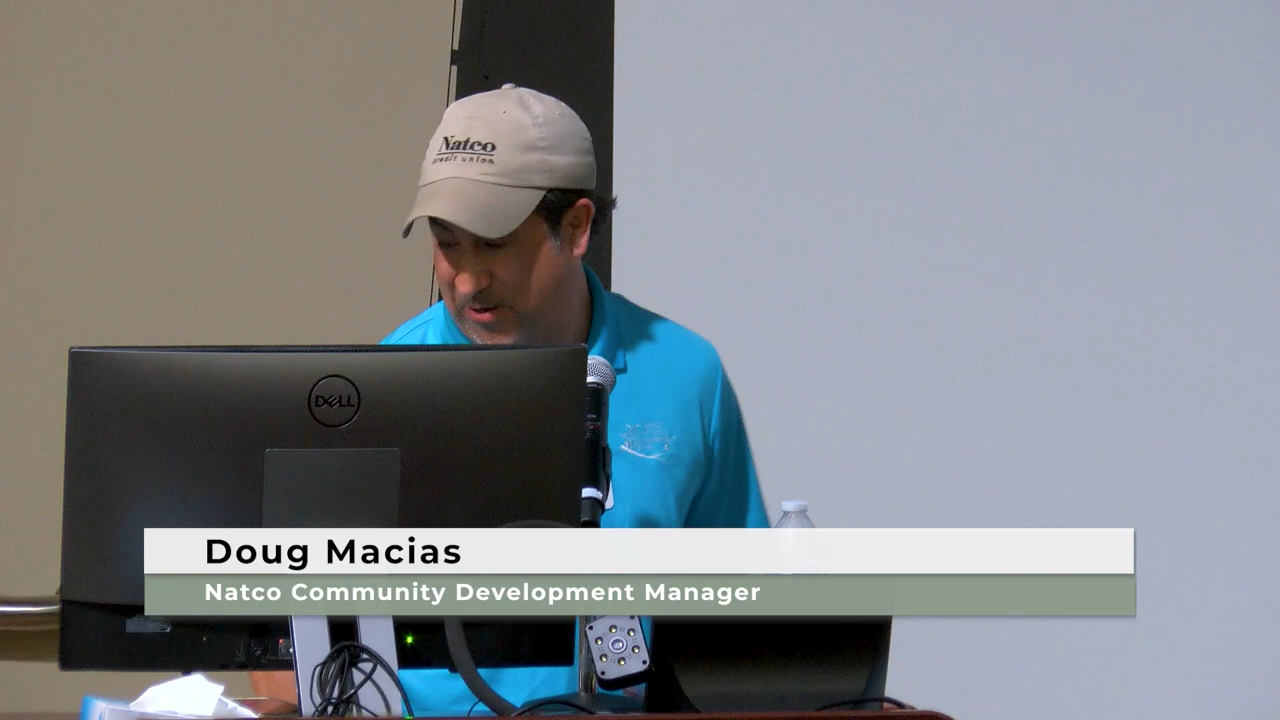 Natco
credit union
DELL
Doug Macias
Natco Community Development Manager